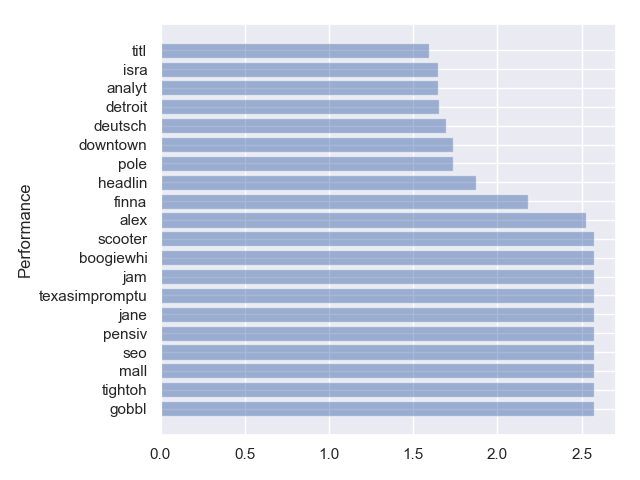 titl
isra
analyt
detroit
deutsch
downtown
pole
headlin
finna
alex
scooter
boogiewhi
jam
texasimpromptu
jane
pensiv
seo
mall
tightoh
gobbl
Performance
0.0 0.5 1.0 1.5 2.0 2.5